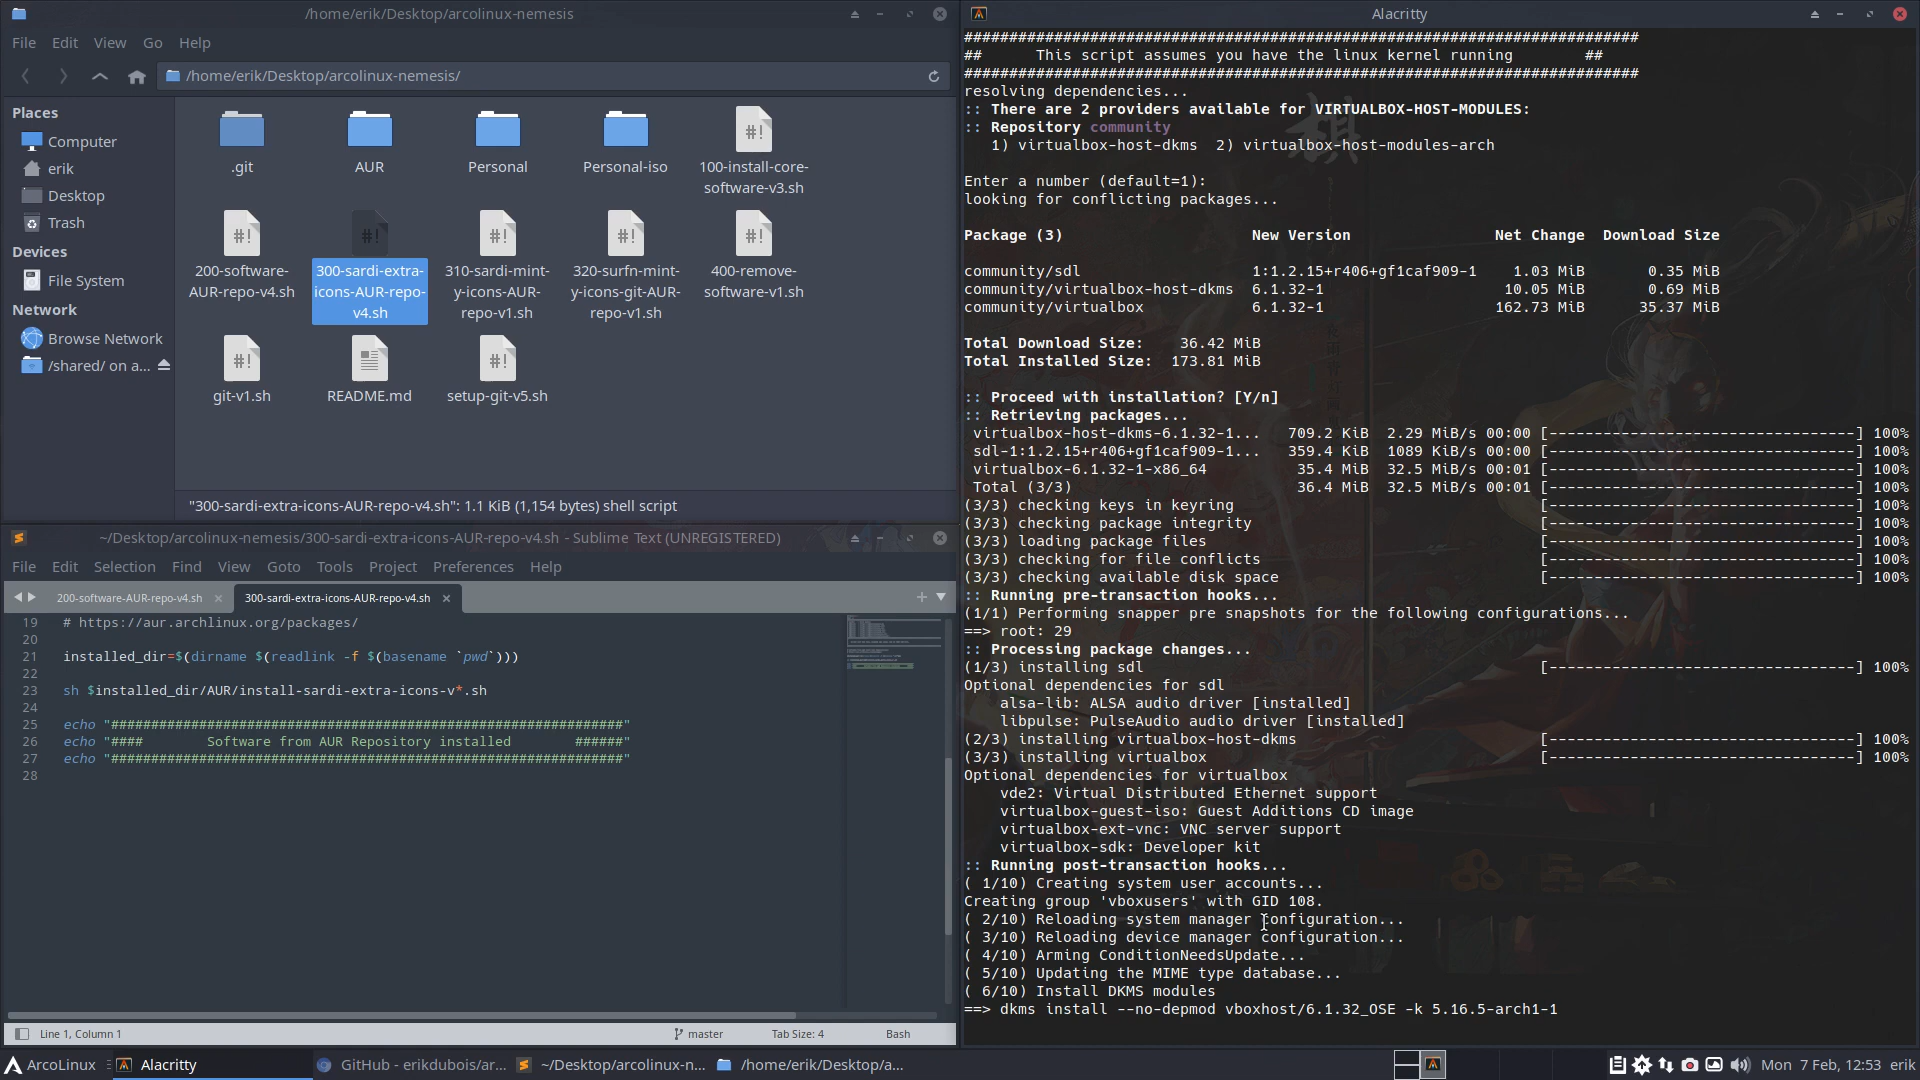 /home/erik/Desktop/arcolinux-nemesis
File Edit View Go Help
/home/erik/Desktop/arcolinux-nemesis/
Places
Computer
erik
Desktop
Trash
Devices
File System
Network
Browse Network
/shared/ on a...
.git
AUR
Personal
Personal-iso
100-install-core-
software-v3.sh
200-software-
AUR-repo-v4.sh
300-sardi-extra-
icons-AUR-repo-
v4.sh
310-sardi-mint-
y-icons-AUR-
repo-v1.sh
320-surfn-mint-
y-icons-git-AUR-
repo-v1.sh
400-remove-
software-v1.sh
git-v1.sh
README.md
setup-git-v5.sh
"300-sardi-extra-icons-AUR-repo-v4.sh": 1.1 KiB (1,154 bytes) shell script
~/Desktop/arcolinux-nemesis/300-sardi-extra-icons-AUR-repo-v4.sh - Sublime Text (UNREGISTERED)
File Edit Selection Find View Goto Tools Project Preferences Help
200-software-AUR-repo-v4.sh 300-sardi-extra-icons-AUR-repo-v4.sh
19 # https://aur.archlinux.org/packages/
20
21 installed_dir=$(dirname $(readlink -f $(basename `pwd`)))
22
23 sh $installed_dir/AUR/install-sardi-extra-icons-v*.sh
24
25 echo "################################################################"
26 echo "####        Software from AUR Repository installed        ######"
27 echo "################################################################"
28
Line 1, Column 1 master Tab Size: 4 Bash
Alacritty
###########################################################################
##      This script assumes you have the linux kernel running        ##
###########################################################################
resolving dependencies...
:: There are 2 providers available for VIRTUALBOX-HOST-MODULES:
:: Repository community
   1) virtualbox-host-dkms  2) virtualbox-host-modules-arch
Enter a number (default=1):
looking for conflicting packages...
Package (3) New Version Net Change Download Size
community/sdl 1:1.2.15+r406+gf1caf909-1 1.03 MiB 0.35 MiB
community/virtualbox-host-dkms 6.1.32-1 10.05 MiB 0.69 MiB
community/virtualbox 6.1.32-1 162.73 MiB 35.37 MiB
Total Download Size:    36.42 MiB
Total Installed Size:  173.81 MiB
:: Proceed with installation? [Y/n]
:: Retrieving packages...
 virtualbox-host-dkms-6.1.32-1... 709.2 KiB 2.29 MiB/s 00:00 [----------------------------------] 100%
 sdl-1:1.2.15+r406+gf1caf909-1... 359.4 KiB 1089 KiB/s 00:00 [----------------------------------] 100%
 virtualbox-6.1.32-1-x86_64 35.4 MiB 32.5 MiB/s 00:01 [----------------------------------] 100%
 Total (3/3) 36.4 MiB 32.5 MiB/s 00:01 [----------------------------------] 100%
(3/3) checking keys in keyring [----------------------------------] 100%
(3/3) checking package integrity [----------------------------------] 100%
(3/3) loading package files [----------------------------------] 100%
(3/3) checking for file conflicts [----------------------------------] 100%
(3/3) checking available disk space [----------------------------------] 100%
:: Running pre-transaction hooks...
(1/1) Performing snapper pre snapshots for the following configurations...
==> root: 29
:: Processing package changes...
(1/3) installing sdl [----------------------------------] 100%
Optional dependencies for sdl
    alsa-lib: ALSA audio driver [installed]
    libpulse: PulseAudio audio driver [installed]
(2/3) installing virtualbox-host-dkms [----------------------------------] 100%
(3/3) installing virtualbox [----------------------------------] 100%
Optional dependencies for virtualbox
    vde2: Virtual Distributed Ethernet support
    virtualbox-guest-iso: Guest Additions CD image
    virtualbox-ext-vnc: VNC server support
    virtualbox-sdk: Developer kit
:: Running post-transaction hooks...
( 1/10) Creating system user accounts...
Creating group 'vboxusers' with GID 108.
( 2/10) Reloading system manager configuration...
( 3/10) Reloading device manager configuration...
( 4/10) Arming ConditionNeedsUpdate...
( 5/10) Updating the MIME type database...
( 6/10) Install DKMS modules
==> dkms install --no-depmod vboxhost/6.1.32_OSE -k 5.16.5-arch1-1
ArcoLinux Alacritty GitHub - erikdubois/ar... ~/Desktop/arcolinux-n... /home/erik/Desktop/a... Mon 7 Feb, 12:53 erik